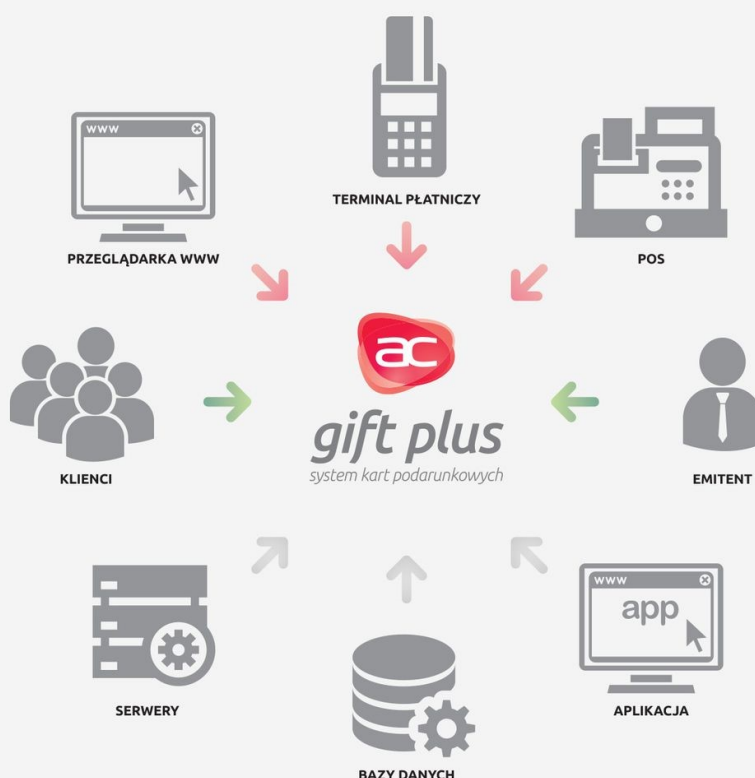 TERMINAL PŁATNICZY
WWW
PRZEGLĄDARKA WWW
POS
ac
gift plus
system kart podarunkowych
KLIENCI
EMITENT
SERWERY
BAZY DANYCH
WWW
app
APLIKACJA